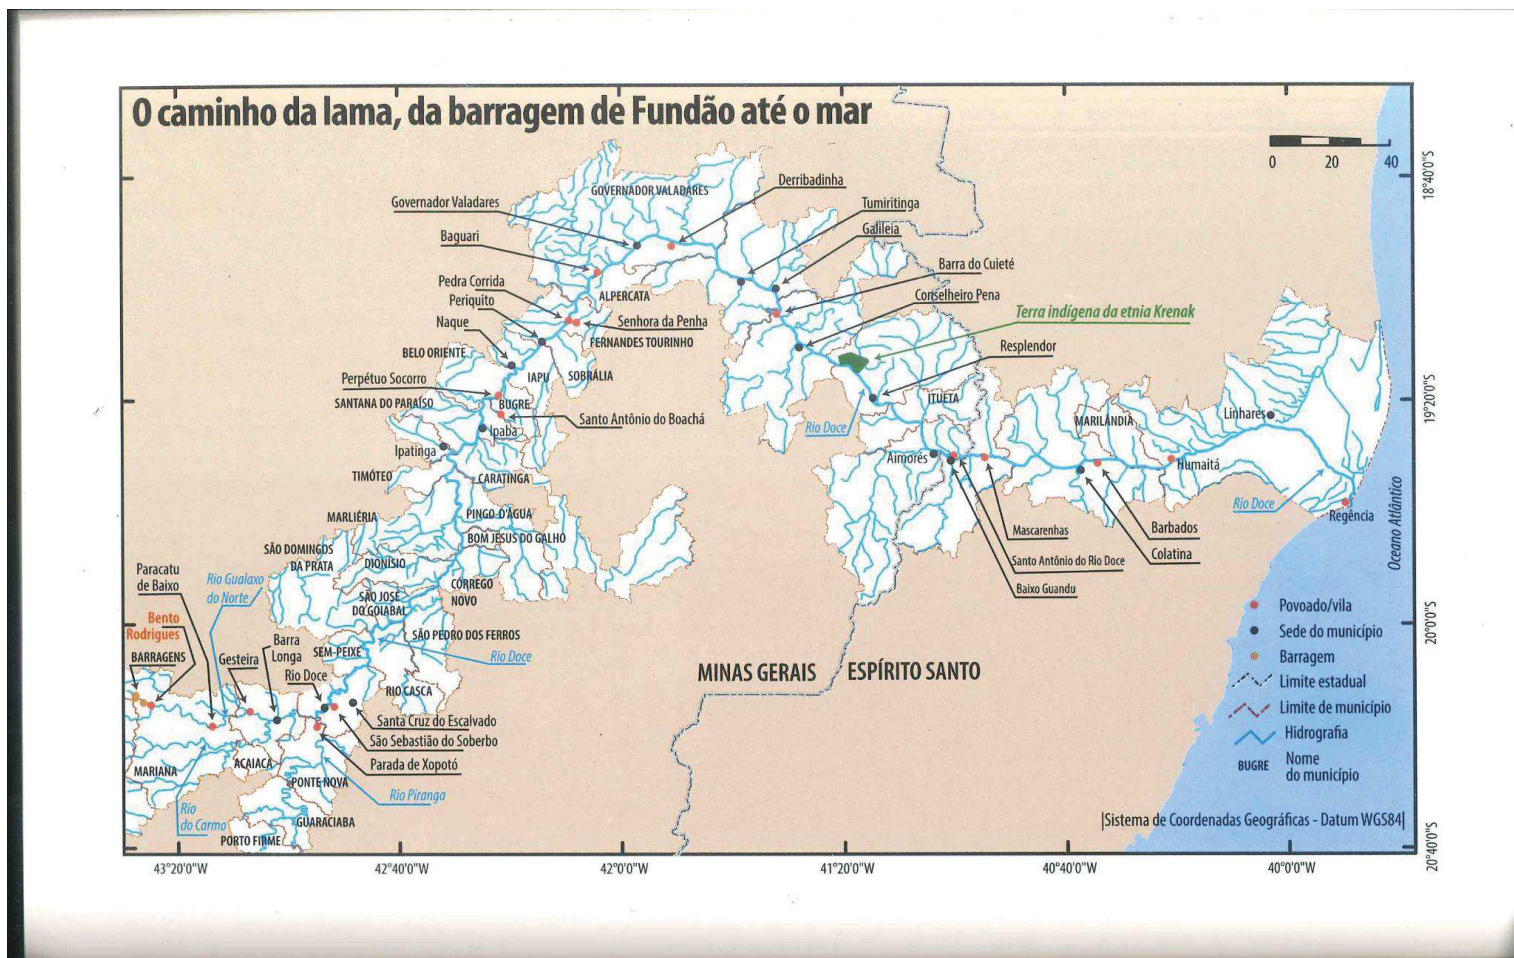 O caminho da lama, da barragem de Fundão até o mar
0 20 40
18°40'0"S
GOVERNADOR VALADARES
Derribadinha
Governador Valadares
Tumiritinga
Galileia
Baguari
Barra do Cuieté
Pedra Corrida
Conselheiro Pena
ALPERCATA
Periquito
Terra indígena da etnia Krenak
Senhora da Penha
Naque
FERNANDES TOURINHO
Resplendor
BELO ORIENTE
IAPU
SOBRÁLIA
Perpétuo Socorro
19°20'0"S
SANTANA DO PARAÍSO
BUGRE
ITUETA
Santo Antônio do Boachá
Linhares
MARILÂNDIA
Rio Doce
Ipaba
Ipatinga
Aimorés
Humaitá
TIMÓTEO
CARATINGA
Rio Doce
Regência
MARLIÉRIA
PINGO-D'ÁGUA
Oceano Atlântico
BOM JESUS DO GALHO
Mascarenhas
Barbados
Colatina
SÃO DOMINGOS
DA PRATA
DIONÍSIO
Santo Antônio do Rio Doce
Baixo Guandu
Paracatu
de Baixo
Rio Gualaxo
do Norte
CÓRREGO
NOVO
SÃO JOSÉ
DO GOIABAL
Povoado/vila
Bento
Rodrigues
SÃO PEDRO DOS FERROS
Sede do município
20°0'0"S
Barra
Longa
SEM-PEIXE
Rio Doce
BARRAGENS
Gesteira
Rio Doce
Barragem
MINAS GERAIS
ESPÍRITO SANTO
Limite estadual
RIO CASCA
Limite de município
Santa Cruz do Escalvado
Hidrografia
São Sebastião do Soberbo
MARIANA
ACAIACA
Parada de Xopotó
BUGRE
Nome
do município
PONTE NOVA
Rio Piranga
Rio
do Carmo
GUARACIABA
PORTO FIRME
|Sistema de Coordenadas Geográficas - Datum WGS84|
20°40'0"S
43°20'0"W
42°40'0"W
42°0'0"W
41°20'0"W
40°40'0"W
40°0'0"W